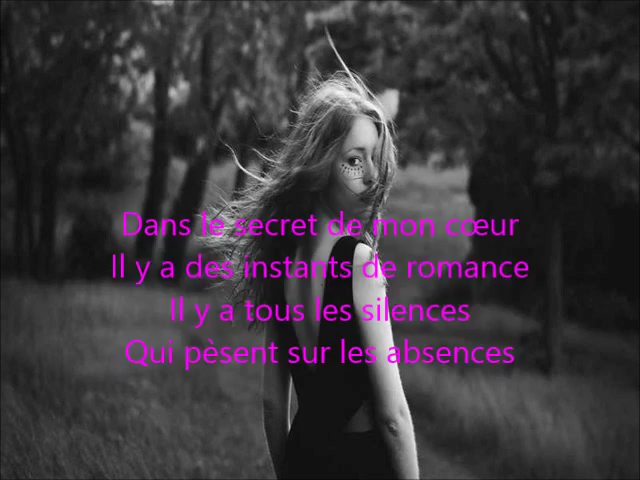 Dans le secret de mon cœur
Il y a des instants de romance
Il y a tous les silences
Qui pèsent sur les absences